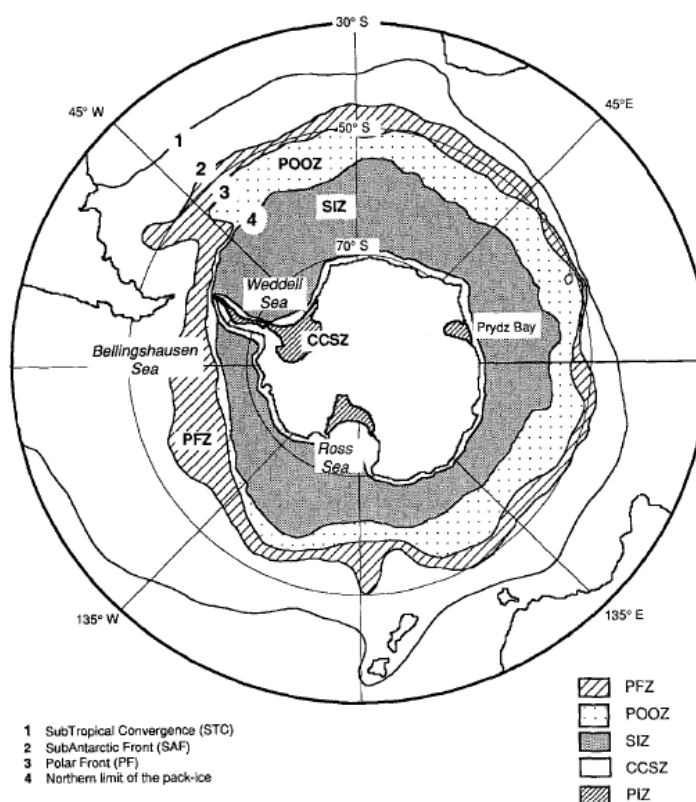 30° S
45° W
45°E
1
50° S
2
POOZ
3
4
SIZ
70° S
Weddell
Sea
Prydz Bay
CCSZ
Bellingshausen
Sea
PFZ
Ross
Sea
135° W
135° E
PFZ
POOZ
SIZ
CCSZ
PIZ
1 SubTropical Convergence (STC)
2 SubAntarctic Front (SAF)
3 Polar Front (PF)
4 Northern limit of the pack-ice